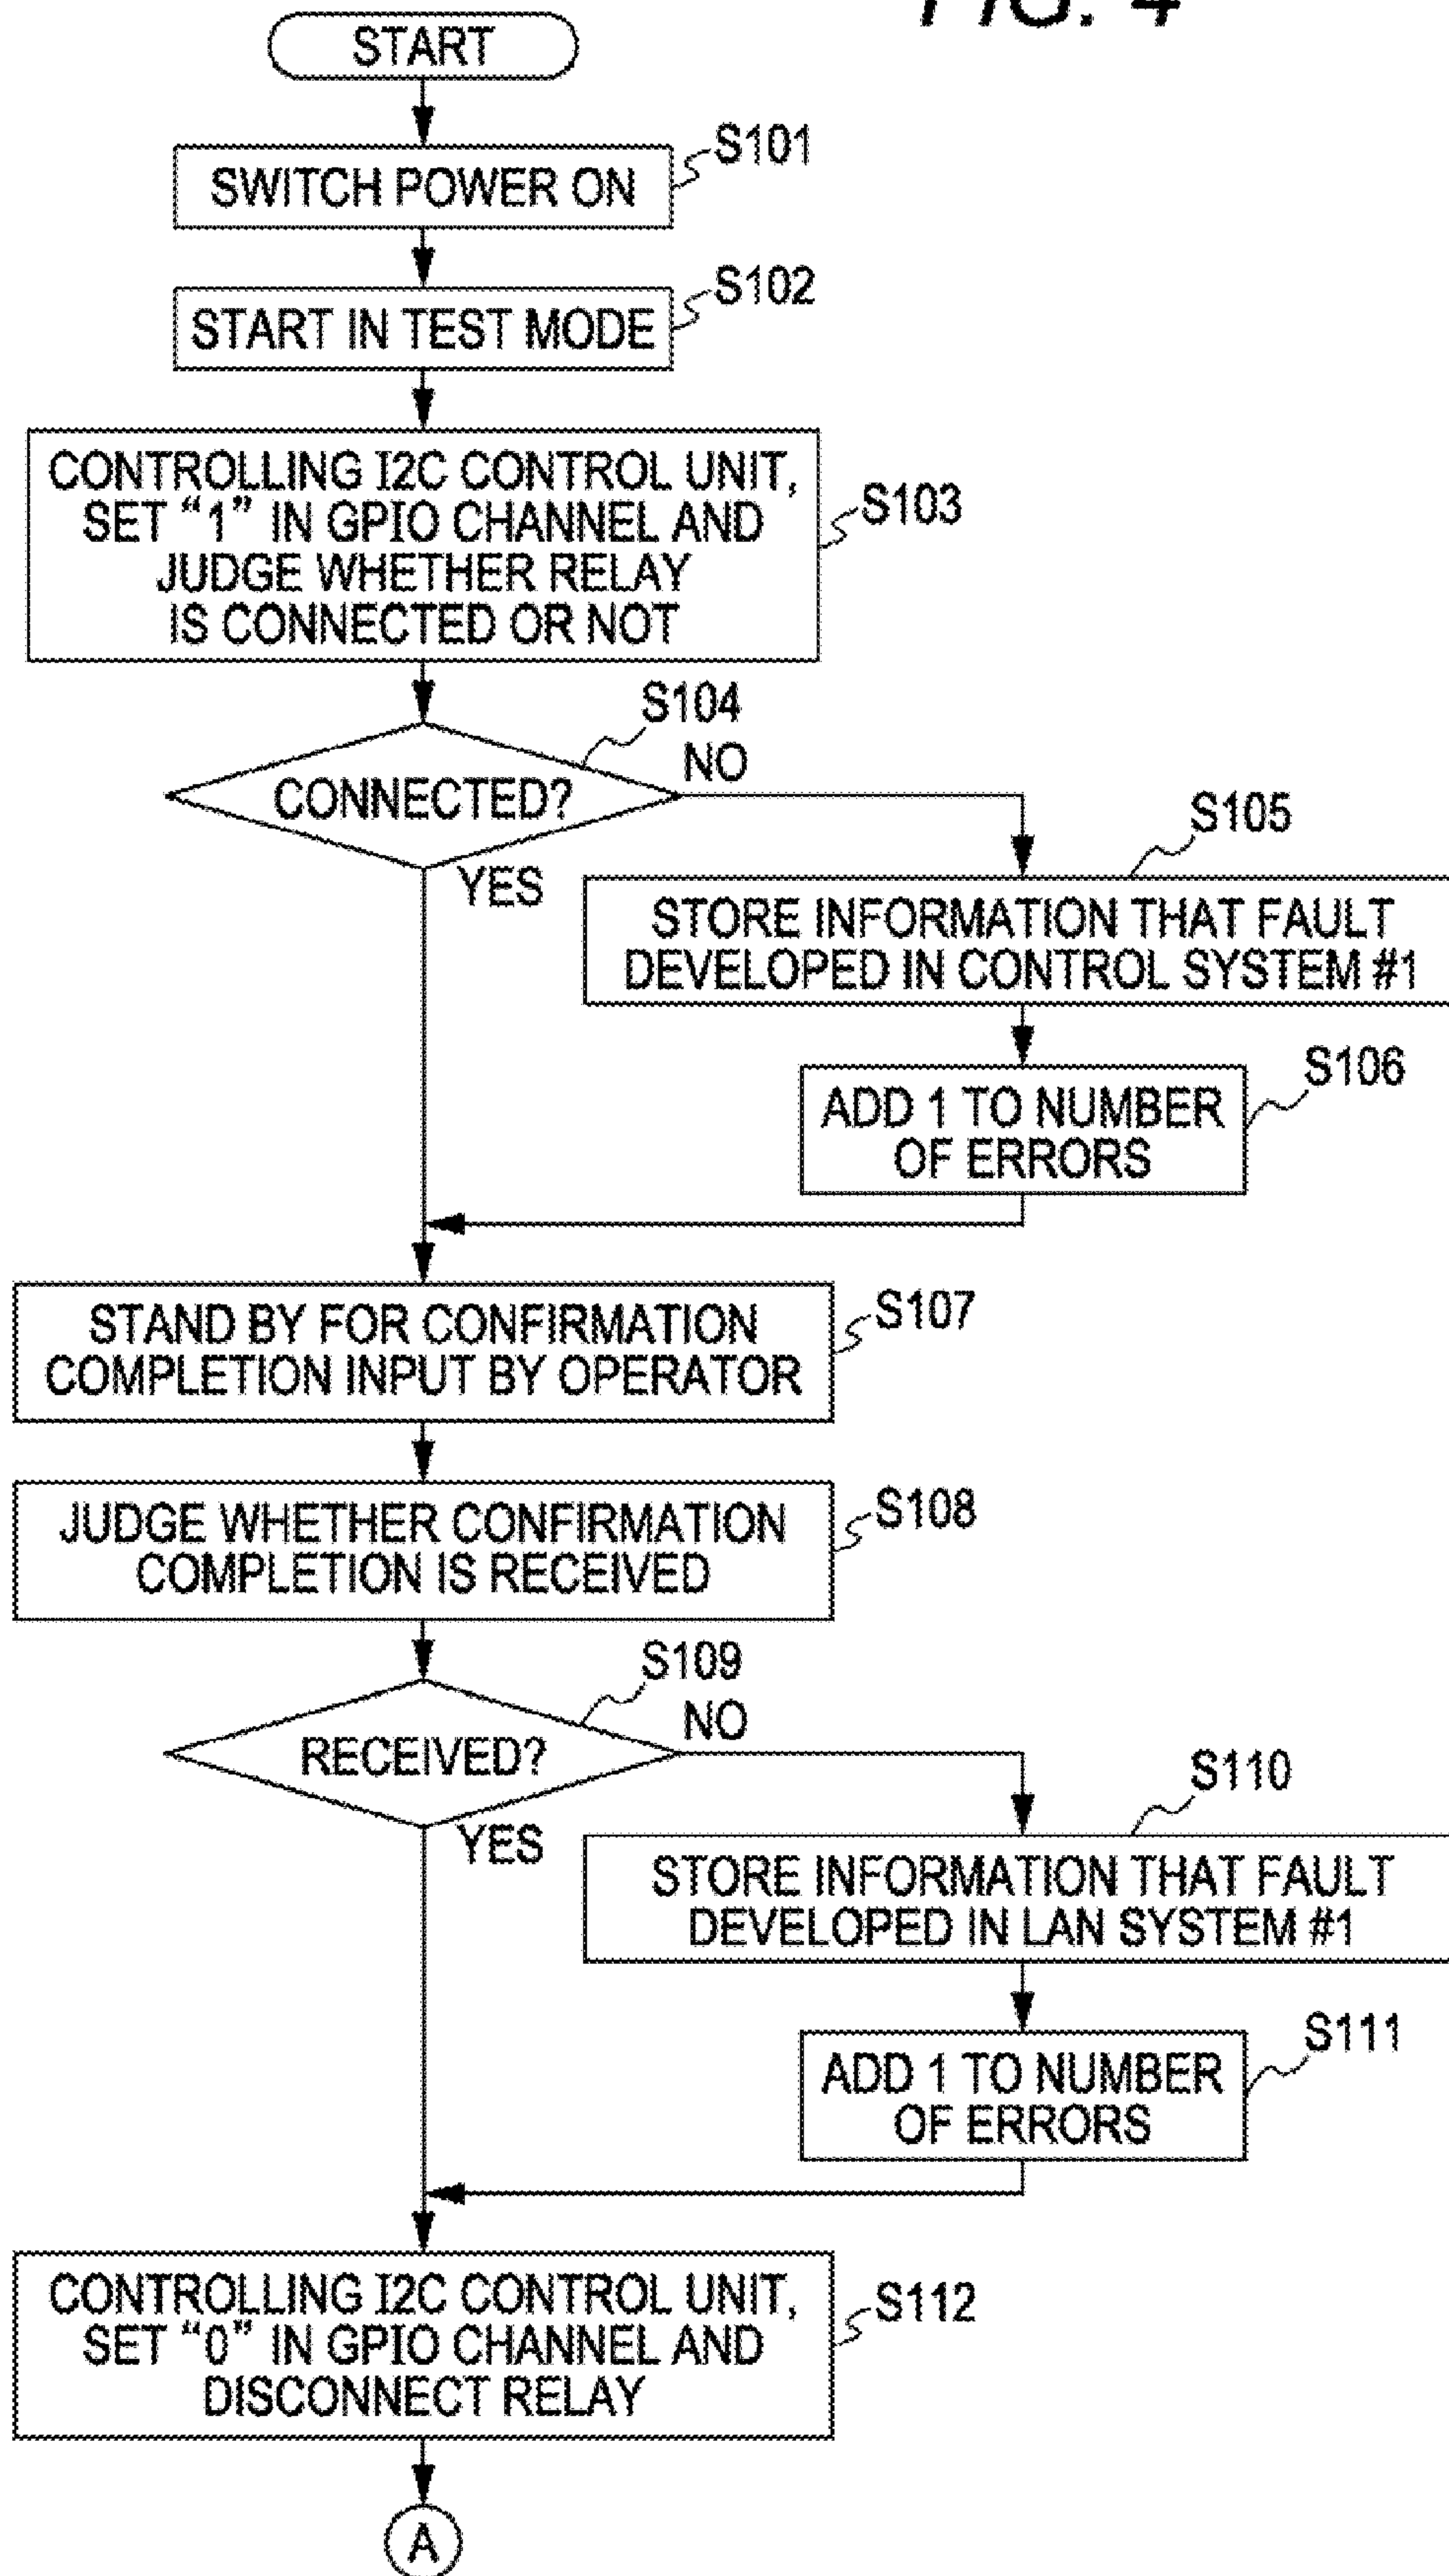 FIG. 4
START
S101
SWITCH POWER ON
S102
START IN TEST MODE
CONTROLLING I2C CONTROL UNIT,
SET “1” IN GPIO CHANNEL AND
JUDGE WHETHER RELAY
IS CONNECTED OR NOT
S103
S104
CONNECTED?
NO
YES
S105
STORE INFORMATION THAT FAULT
DEVELOPED IN CONTROL SYSTEM #1
S106
ADD 1 TO NUMBER
OF ERRORS
STAND BY FOR CONFIRMATION
COMPLETION INPUT BY OPERATOR
S107
JUDGE WHETHER CONFIRMATION
COMPLETION IS RECEIVED
S108
S109
RECEIVED?
NO
YES
S110
STORE INFORMATION THAT FAULT
DEVELOPED IN LAN SYSTEM #1
S111
ADD 1 TO NUMBER
OF ERRORS
CONTROLLING I2C CONTROL UNIT,
SET “0” IN GPIO CHANNEL AND
DISCONNECT RELAY
S112
A